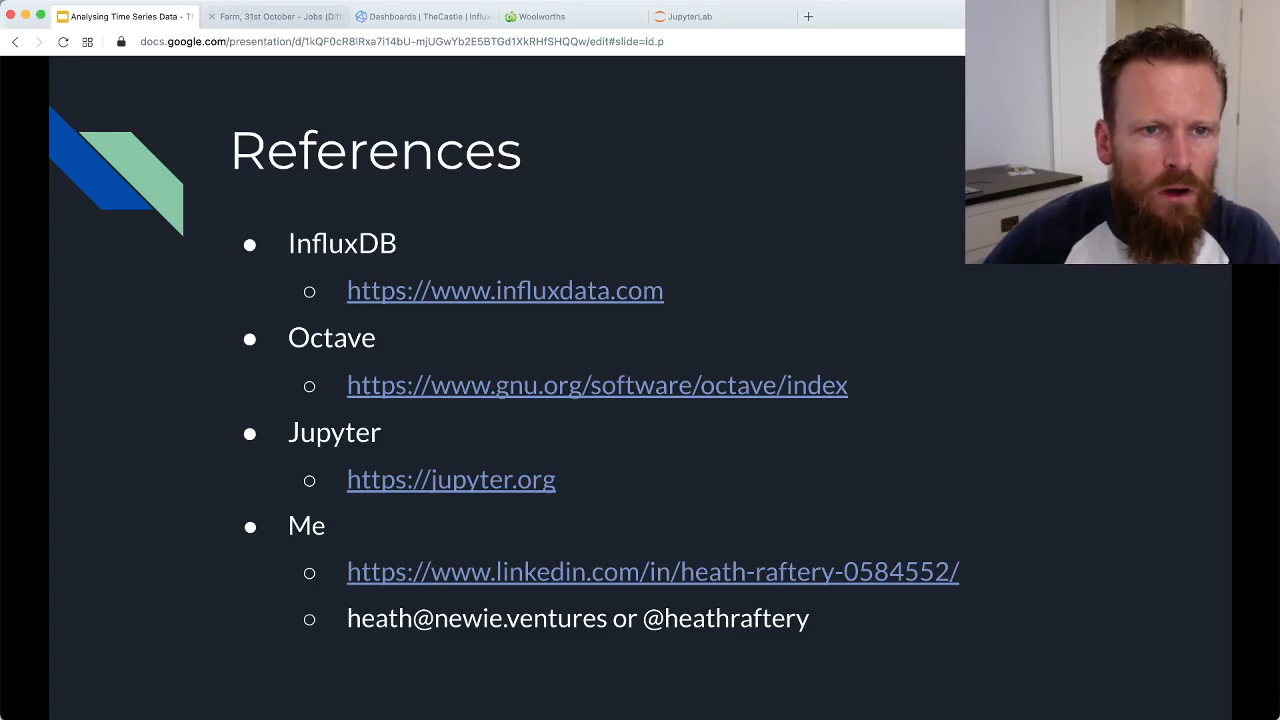 Analysing Time Series Data - T
Farm, 31st October - Jobs (Dif
Dashboards | TheCastle | Influx
Woolworths
JupyterLab
docs.google.com/presentation/d/1kQF0cR8lRxa7i14bU-mjUGwYb2E5BTGd1XkRHfSHQQw/edit#slide=id.p
References
● InfluxDB
○ https://www.influxdata.com
● Octave
○ https://www.gnu.org/software/octave/index
● Jupyter
○ https://jupyter.org
● Me
○ https://www.linkedin.com/in/heath-raftery-0584552/
○ heath@newie.ventures or @heathraftery